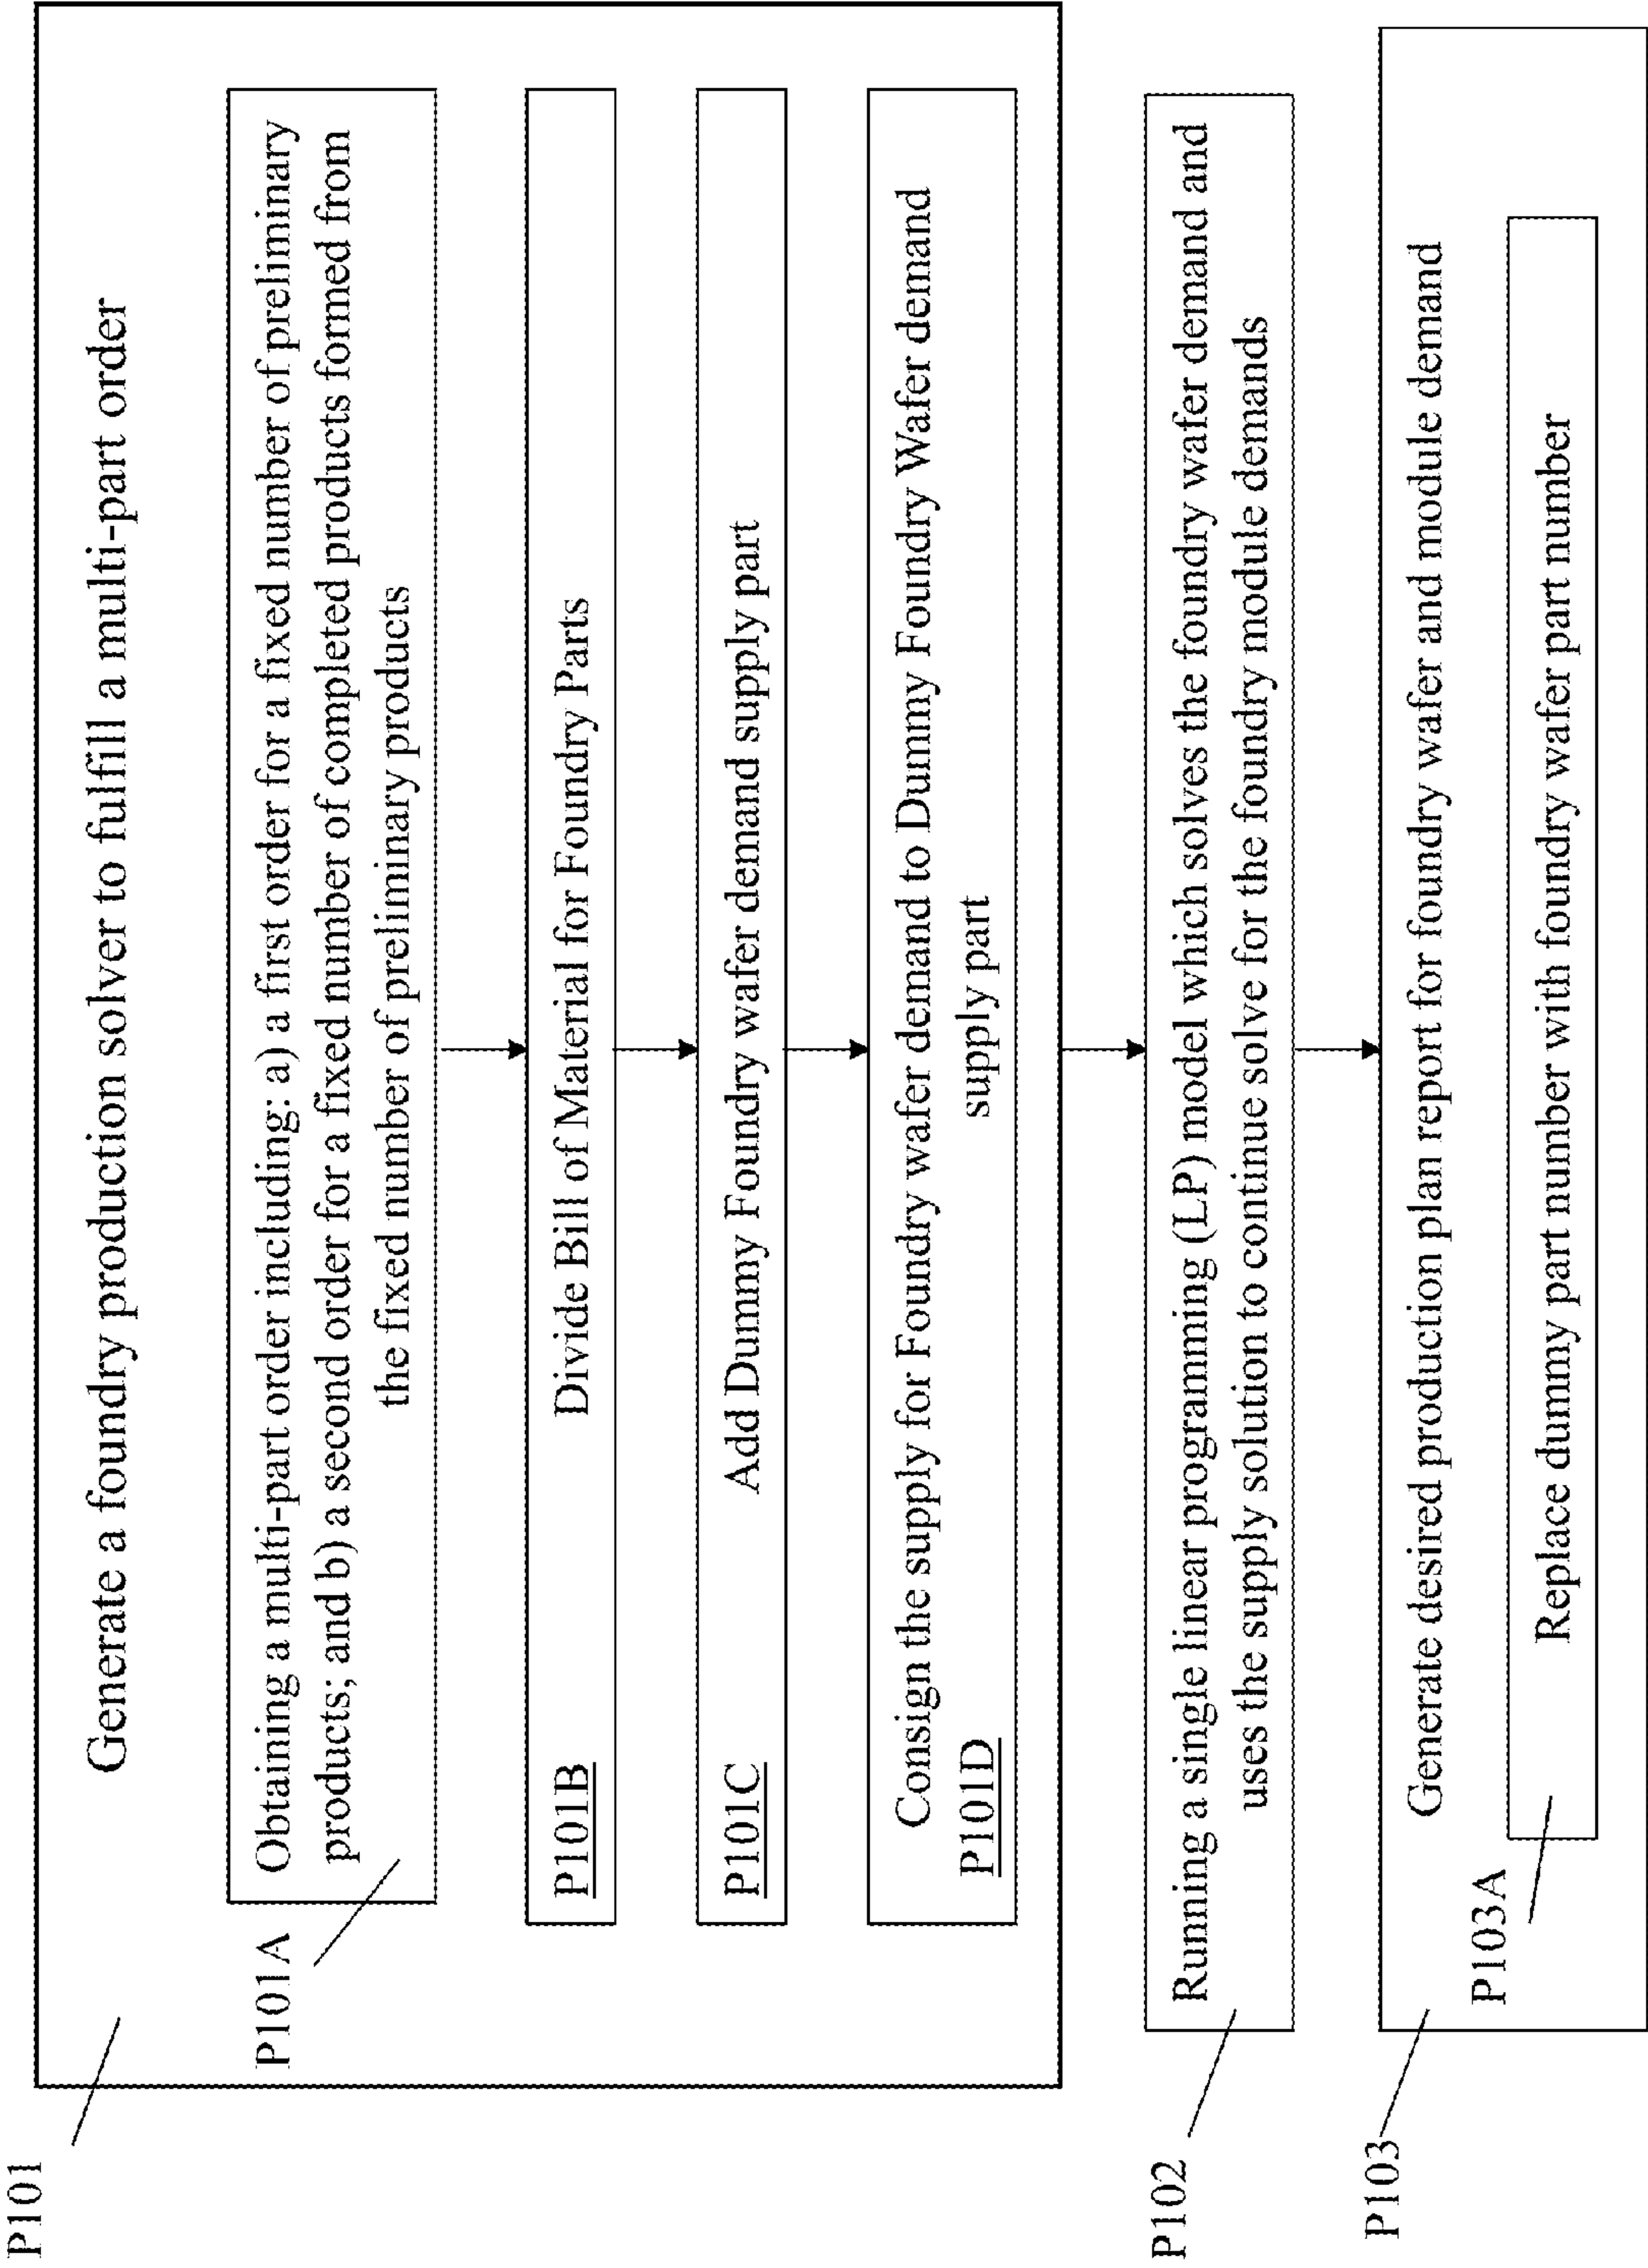 P101
Generate a foundry production solver to fulfill a multi-part order
P101A
Obtaining a multi-part order including: a) a first order for a fixed number of preliminary
products; and b) a second order for a fixed number of completed products formed from
the fixed number of preliminary products
Divide Bill of Material for Foundry Parts
P101B
Add Dummy Foundry wafer demand supply part
P101C
Consign the supply for Foundry wafer demand to Dummy Foundry Wafer demand
supply part
P101D
P102
Running a single linear programming (LP) model which solves the foundry wafer demand and
uses the supply solution to continue solve for the foundry module demands
P103
Generate desired production plan report for foundry wafer and module demand
P103A
Replace dummy part number with foundry wafer part number